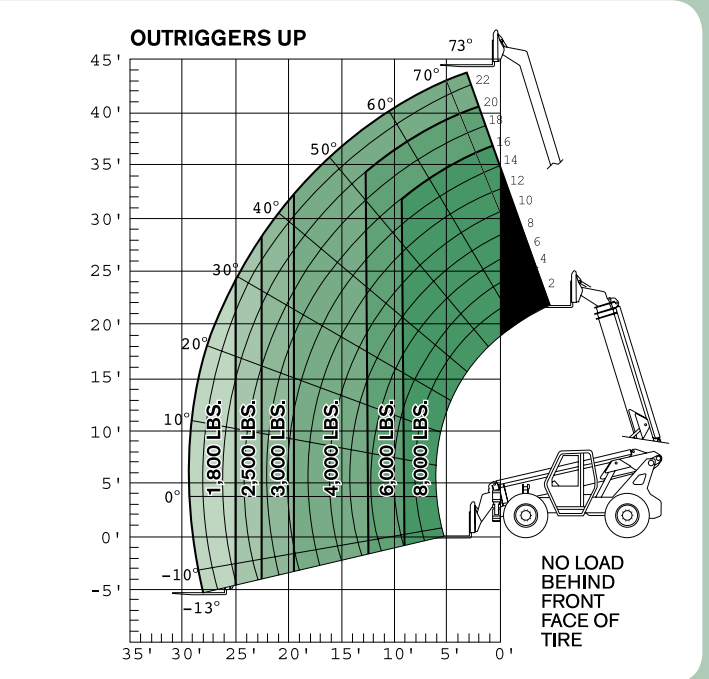 OUTRIGGERS UP
73°
45'
70°
22
60°
20
40'
18
50°
16
35'
14
12
40°
10
30'
8
6
30°
4
25'
2
20'
20°
15'
10°
10'
1,800 LBS.
2,500 LBS.
3,000 LBS.
4,000 LBS.
6,000 LBS.
8,000 LBS.
5'
0°
0'
-10°
-5'
-13°
NO LOAD
BEHIND
FRONT
FACE OF
TIRE
35' 30' 25' 20' 15' 10' 5' 0'